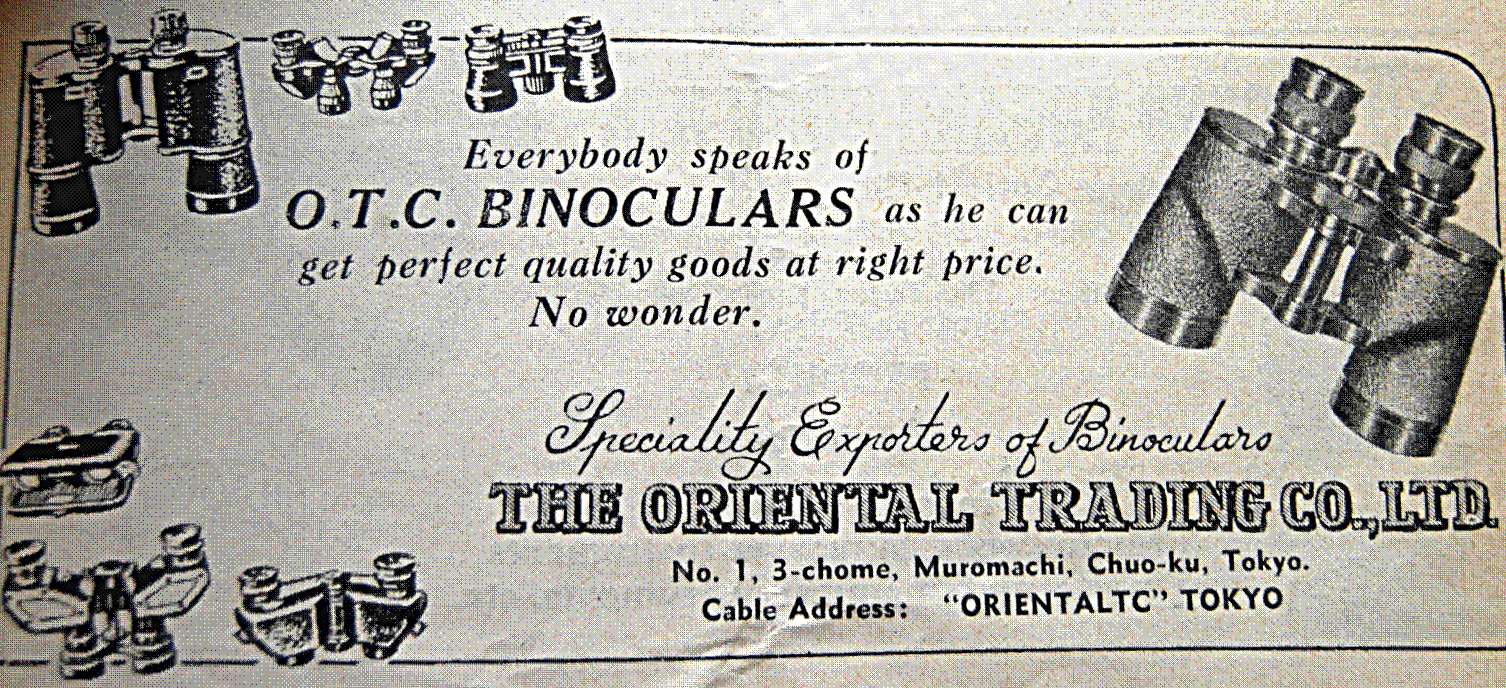 Everybody speaks of
O.T.C. BINOCULARS as he can
get perfect quality goods at right price.
No wonder.
Speciality Exporters of Binoculars
THE ORIENTAL TRADING CO., LTD.
No. 1, 3-chome, Muromachi, Chuo-ku, Tokyo.
Cable Address: "ORIENTALTC" TOKYO